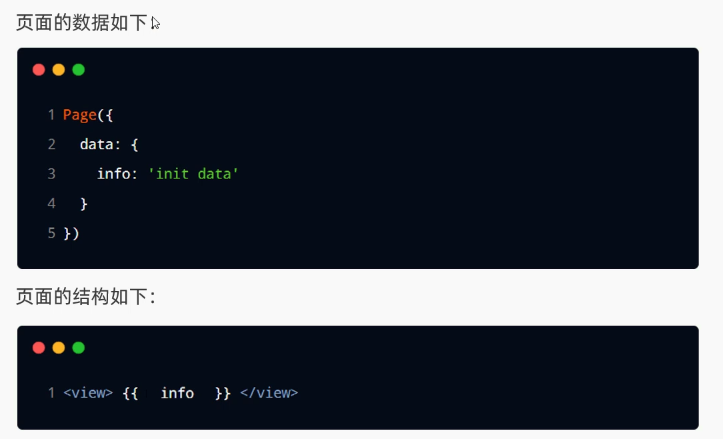 页面的数据如下：
1 Page({
2   data: {
3     info: 'init data'
4   }
5 })
页面的结构如下：
1 <view> {{  info  }} </view>